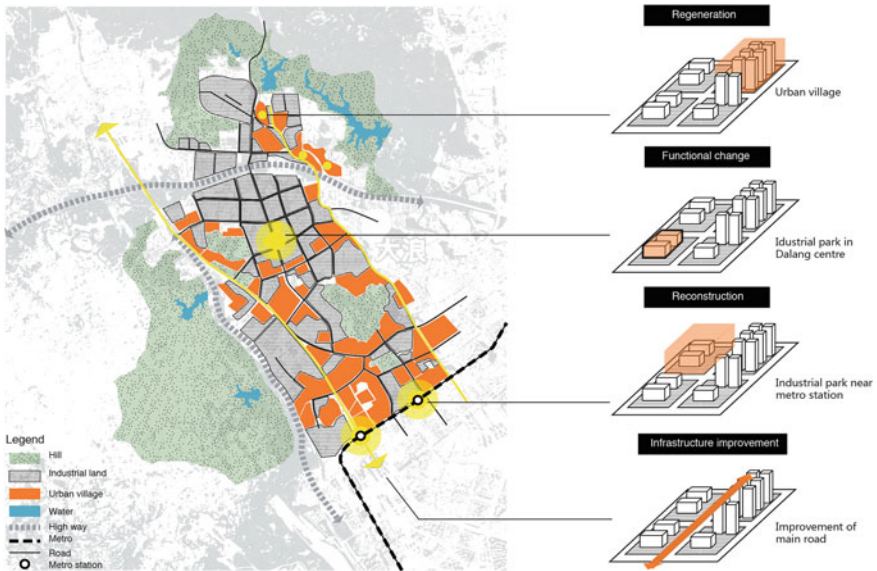 Regeneration
Urban village
Functional change
Idustrial park in
Dalang centre
Reconstruction
Industrial park near
metro station
Infrastructure improvement
Improvement of
main road
大浪
Legend
Hill
Industrial land
Urban village
Water
High way
Metro
Road
Metro station